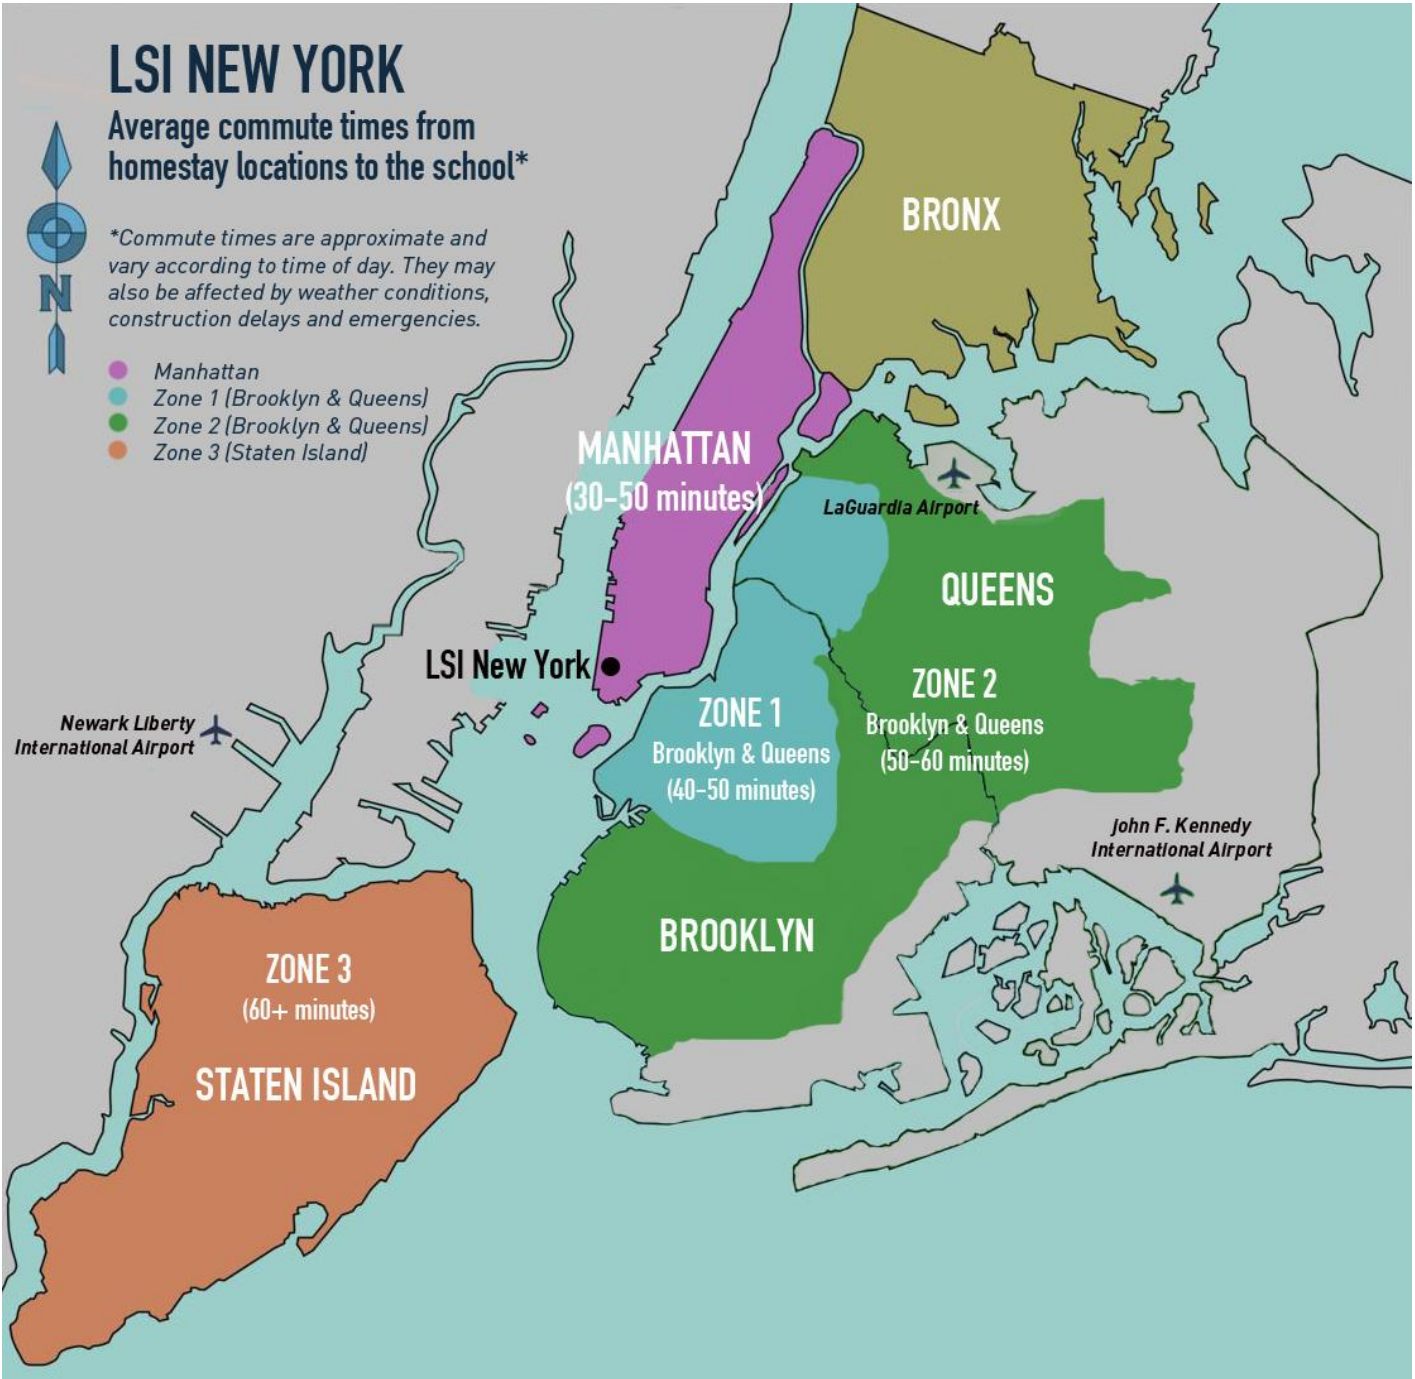 LSI NEW YORK
Average commute times from
homestay locations to the school*
N
*Commute times are approximate and
vary according to time of day. They may
also be affected by weather conditions,
construction delays and emergencies.
Manhattan
Zone 1 (Brooklyn & Queens)
Zone 2 (Brooklyn & Queens)
Zone 3 (Staten Island)
BRONX
MANHATTAN
(30-50 minutes)
LaGuardia Airport
QUEENS
LSI New York
ZONE 1
Brooklyn & Queens
(40-50 minutes)
ZONE 2
Brooklyn & Queens
(50-60 minutes)
Newark Liberty
International Airport
john F. Kennedy
International Airport
BROOKLYN
ZONE 3
(60+ minutes)
STATEN ISLAND